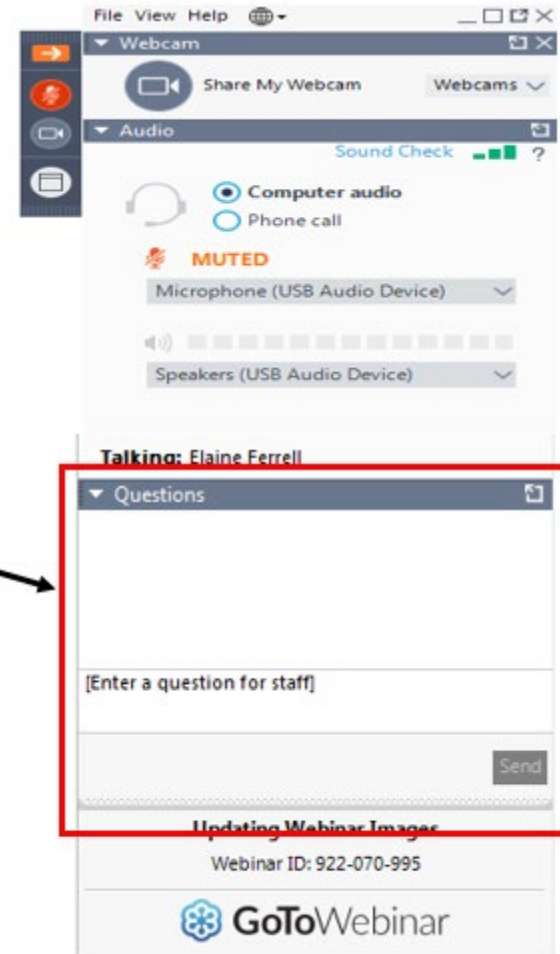 File View Help
Webcam
Share My Webcam Webcams
Audio
Sound Check ?
Computer audio
Phone call
MUTED
Microphone (USB Audio Device)
Speakers (USB Audio Device)
Talking: Elaine Ferrell
Questions
[Enter a question for staff]
Send
Updating Webinar Images
Webinar ID: 922-070-995
GoToWebinar